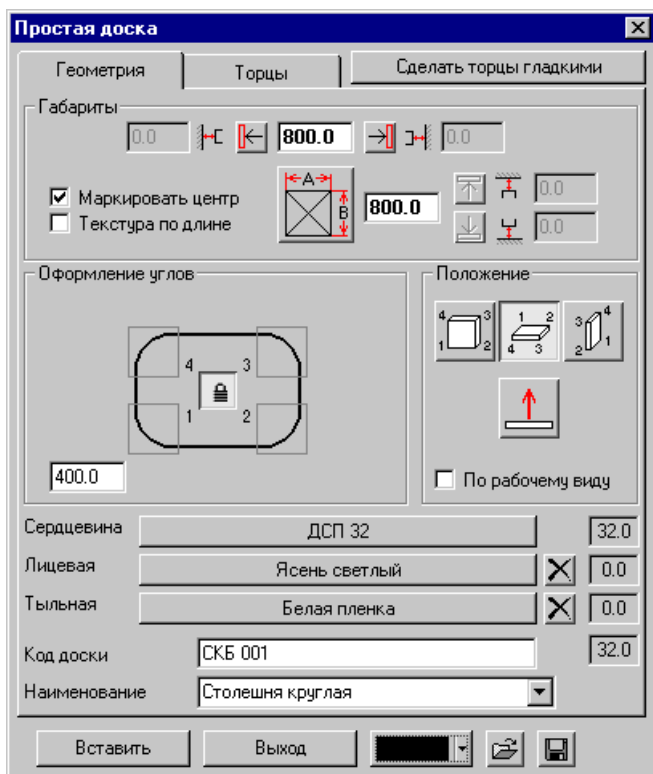 Простая доска
Геометрия Торцы Сделать торцы гладкими
Габариты
0.0 800.0 0.0
Маркировать центр
Текстура по длине
A
B
800.0
0.0
0.0
Оформление углов
4 3
1 2
400.0
Положение
4 3 1 2
1 2 4 3
3 4
2 1
По рабочему виду
Сердцевина ДСП 32 32.0
Лицевая Ясень светлый 0.0
Тыльная Белая пленка 0.0
Код доски СКБ 001 32.0
Наименование Столешня круглая
Вставить Выход